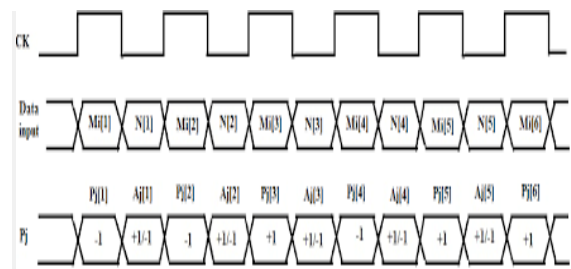 CK
Data input
Mi[1] N[1] Mi[2] N[2] Mi[3] N[3] Mi[4] N[4] Mi[5] N[5] Mi[6]
Pj[1] Aj[1] Pj[2] Aj[2] Pj[3] Aj[3] Pj[4] Aj[4] Pj[5] Aj[5] Pj[6]
Pj -1 +1/-1 -1 +1/-1 +1 +1/-1 -1 +1/-1 +1 +1/-1 +1